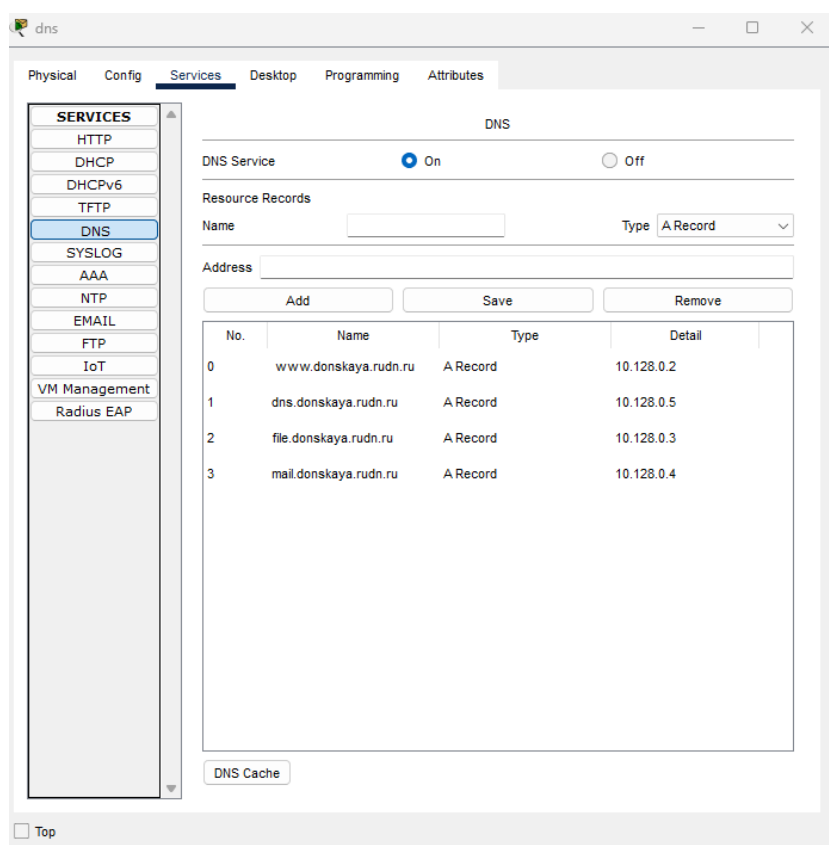 dns
Physical Config Services Desktop Programming Attributes
SERVICES
HTTP
DHCP
DHCPv6
TFTP
DNS
SYSLOG
AAA
NTP
EMAIL
FTP
IoT
VM Management
Radius EAP
DNS
DNS Service On Off
Resource Records
Name Type A Record
Address
Add Save Remove
No. Name Type Detail
0 www.donskaya.rudn.ru A Record 10.128.0.2
1 dns.donskaya.rudn.ru A Record 10.128.0.5
2 file.donskaya.rudn.ru A Record 10.128.0.3
3 mail.donskaya.rudn.ru A Record 10.128.0.4
DNS Cache
Top